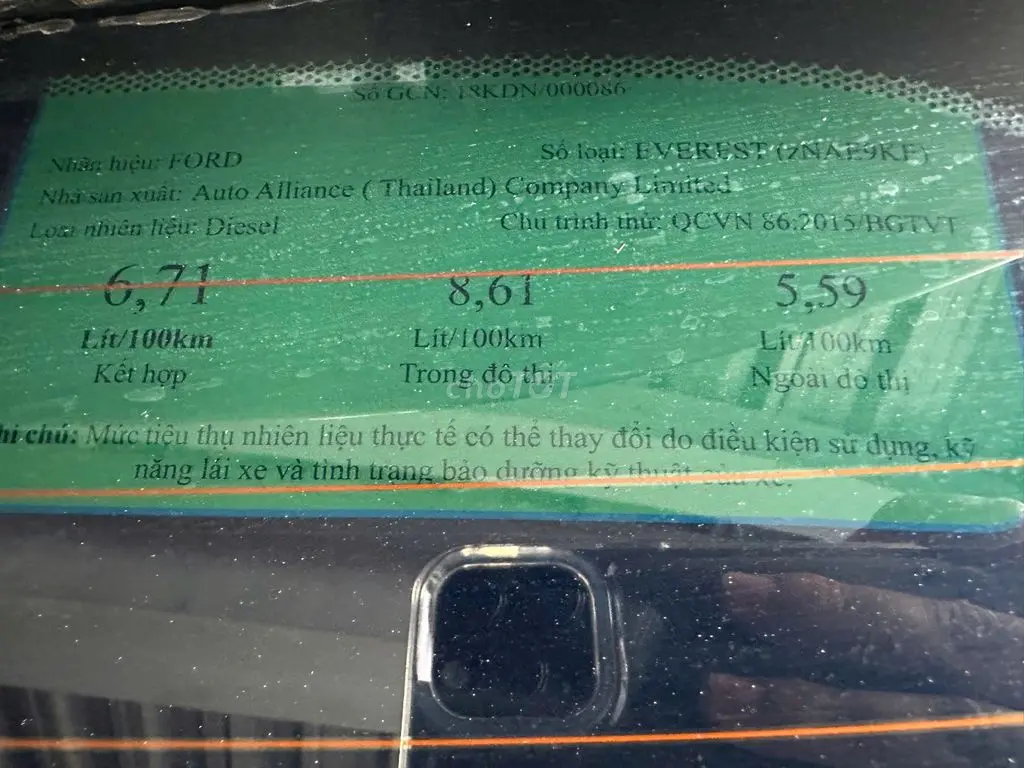 Số GCN: 18KDN/000086
Nhãn hiệu: FORD Số loại: EVEREST (2NAE9KE)
Nhà sản xuất: Auto Alliance ( Thailand) Company Limited
Loại nhiên liệu: Diesel Chu trình thử: QCVN 86:2015/BGTVT
6,71 8,61 5,59
Lít/100km Lít/100km Lít/100km
Kết hợp Trong đô thị Ngoài đô thị
chợTỐT
hi chú: Mức tiêu thụ nhiên liệu thực tế có thể thay đổi do điều kiện sử dụng, kỹ
năng lái xe và tình trạng bảo dưỡng kỹ thuật của xe.